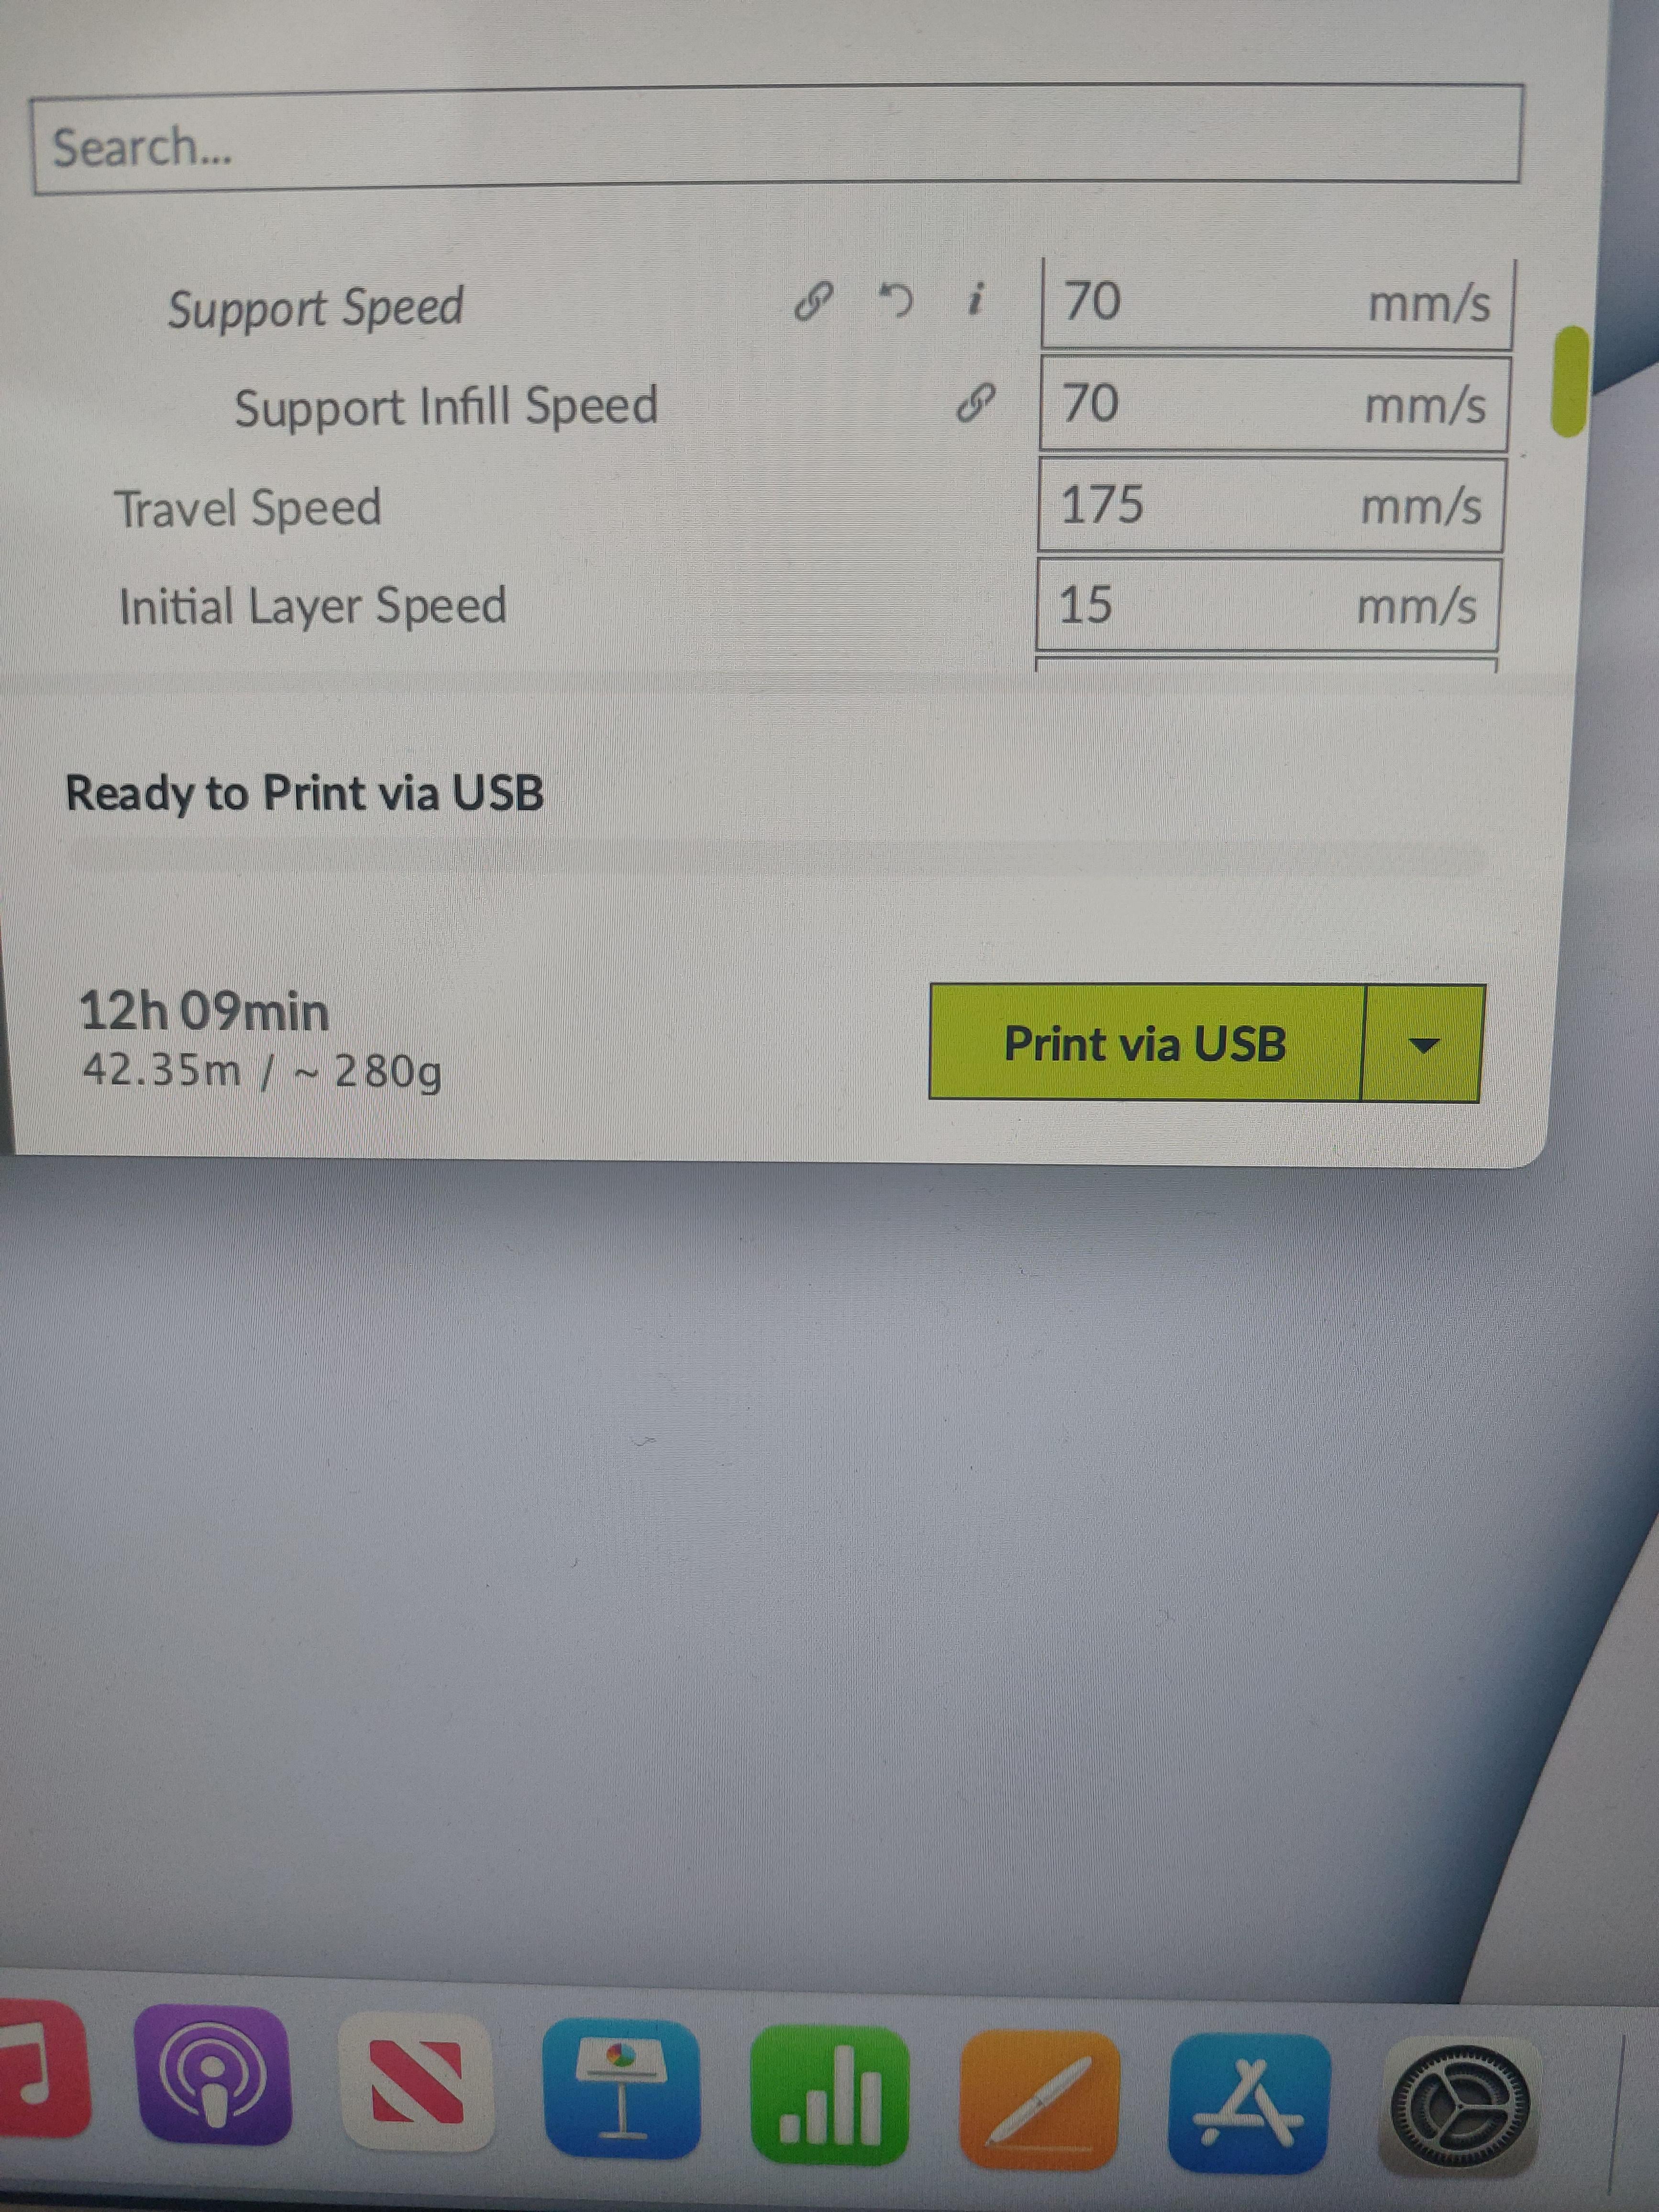 Search...
Support Speed i 70 mm/s
Support Infill Speed 70 mm/s
Travel Speed 175 mm/s
Initial Layer Speed 15 mm/s
Ready to Print via USB
12h 09min
42.35m / ~ 280g
Print via USB